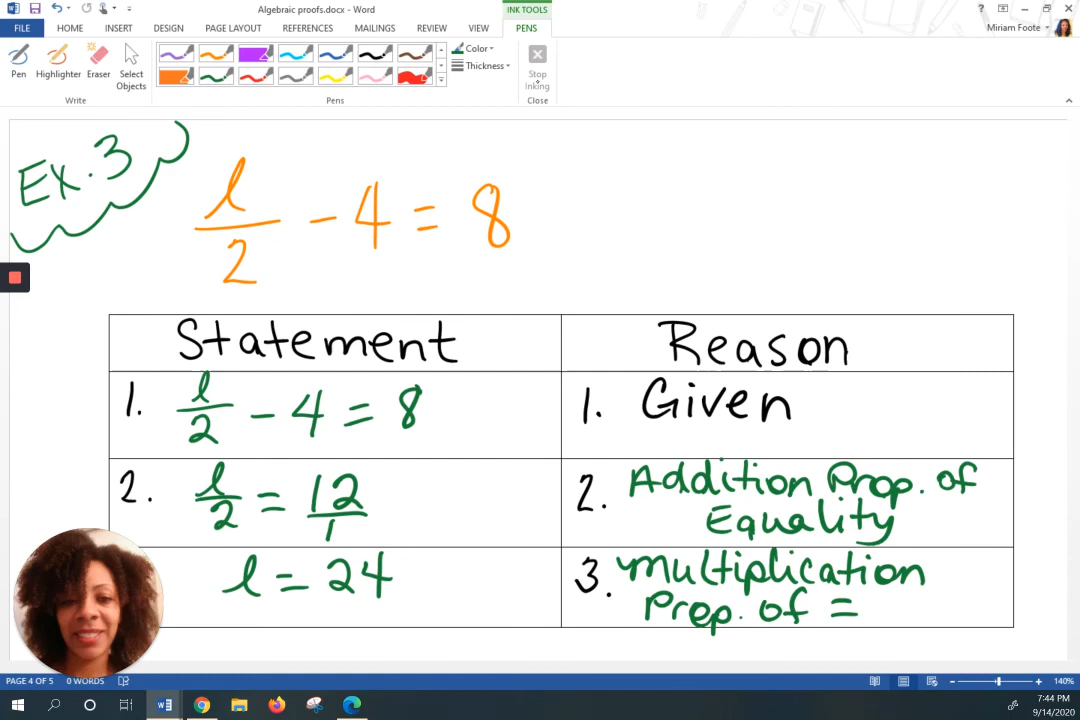 Algebraic proofs.docx - Word
INK TOOLS
FILE HOME INSERT DESIGN PAGE LAYOUT REFERENCES MAILINGS REVIEW VIEW PENS
Miriam Foote
Pen Highlighter Eraser Select Objects
Color
Thickness
Stop Inking
Write Pens Close
Ex. 3
l/2 - 4 = 8
Statement Reason
1. l/2 - 4 = 8 1. Given
2. l/2 = 12/1 2. Addition Prop. of
Equality
l = 24 3. Multiplication
Prep. of =
PAGE 4 OF 5 0 WORDS 140%
7:44 PM
9/14/2020